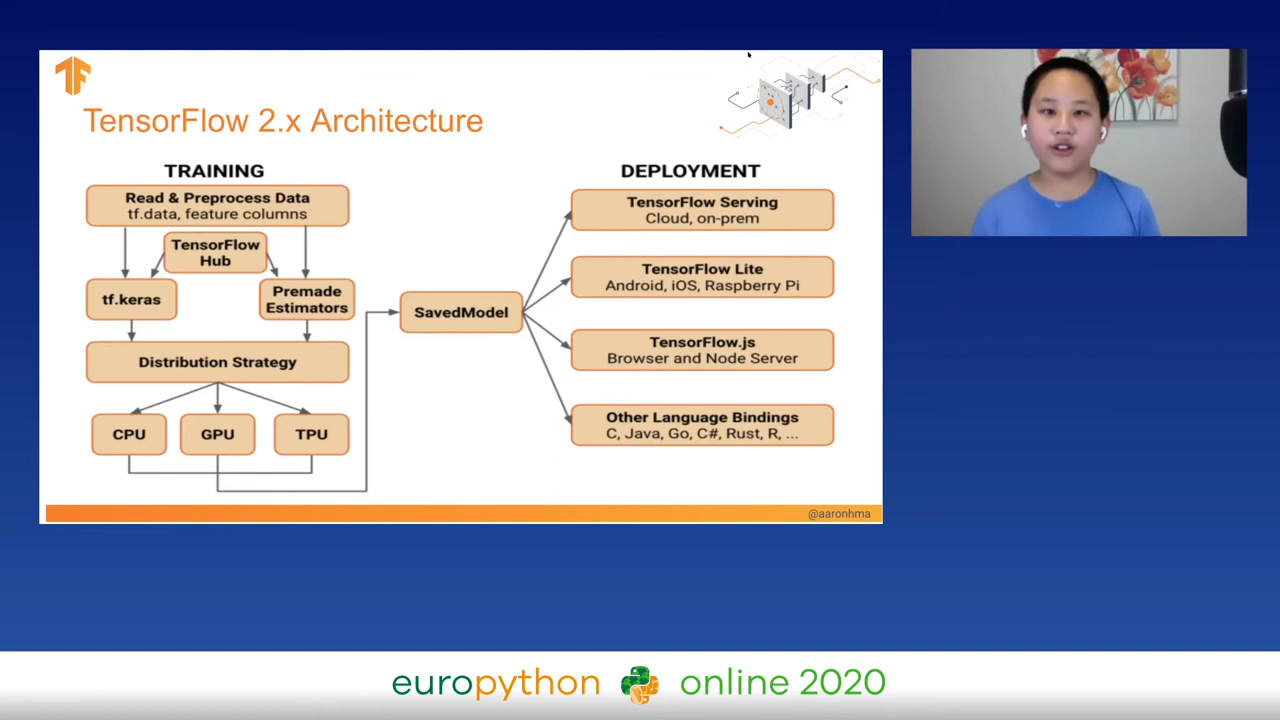 TensorFlow 2.x Architecture
TRAINING
Read & Preprocess Data
tf.data, feature columns
TensorFlow
Hub
tf.keras
Premade
Estimators
Distribution Strategy
CPU
GPU
TPU
SavedModel
DEPLOYMENT
TensorFlow Serving
Cloud, on-prem
TensorFlow Lite
Android, iOS, Raspberry Pi
TensorFlow.js
Browser and Node Server
Other Language Bindings
C, Java, Go, C#, Rust, R, ...
@aaronhma
europython online 2020